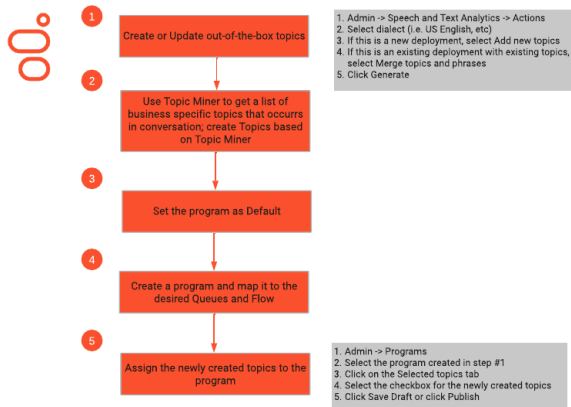 1
Create or Update out-of-the-box topics
1. Admin -> Speech and Text Analytics -> Actions
2. Select dialect (i.e. US English, etc)
3. If this is a new deployment, select Add new topics
4. If this is an existing deployment with existing topics,
select Merge topics and phrases
5. Click Generate
2
Use Topic Miner to get a list of
business specific topics that occurrs
in conversation; create Topics based
on Topic Miner
3
Set the program as Default
4
Create a program and map it to the
desired Queues and Flow
5
Assign the newly created topics to the
program
1. Admin -> Programs
2. Select the program created in step #1
3. Click on the Selected topics tab
4. Select the checkbox for the newly created topics
5. Click Save Draft or click Publish